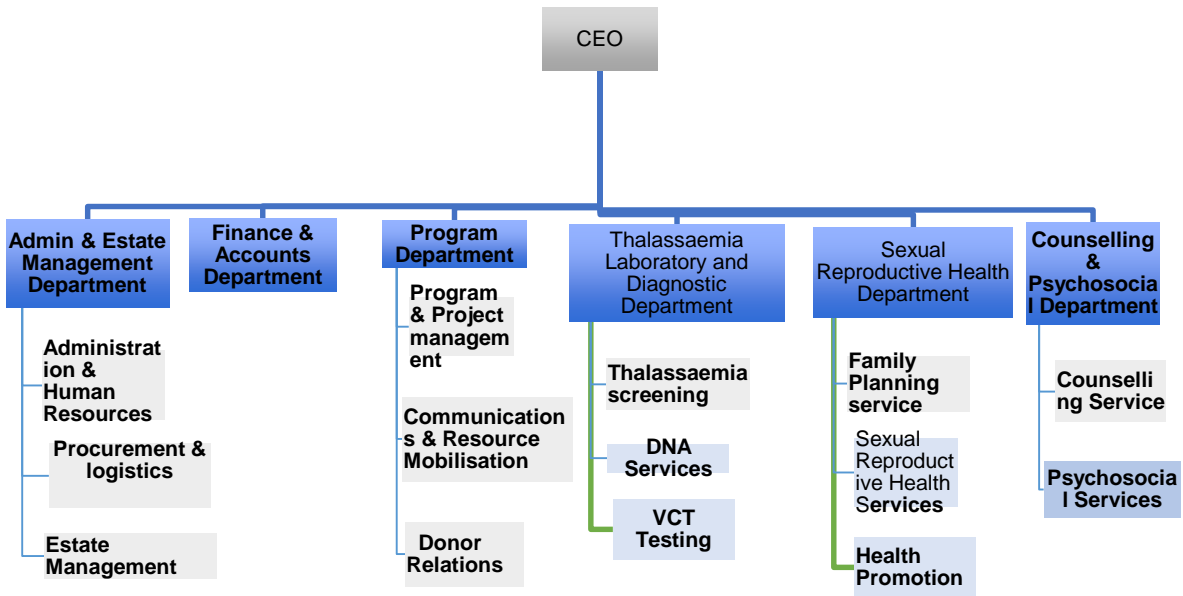 CEO
Admin & Estate
Management
Department
Finance &
Accounts
Department
Program
Department
Thalassaemia
Laboratory and
Diagnostic
Department
Sexual
Reproductive Health
Department
Counselling
&
Psychosocia
l Department
Administrat
ion &
Human
Resources
Procurement &
logistics
Estate
Management
Program
& Project
managem
ent
Communication
s & Resource
Mobilisation
Donor
Relations
Thalassaemia
screening
DNA
Services
VCT
Testing
Family
Planning
service
Sexual
Reproduct
ive Health
Services
Health
Promotion
Counselli
ng Service
Psychosocia
l Services